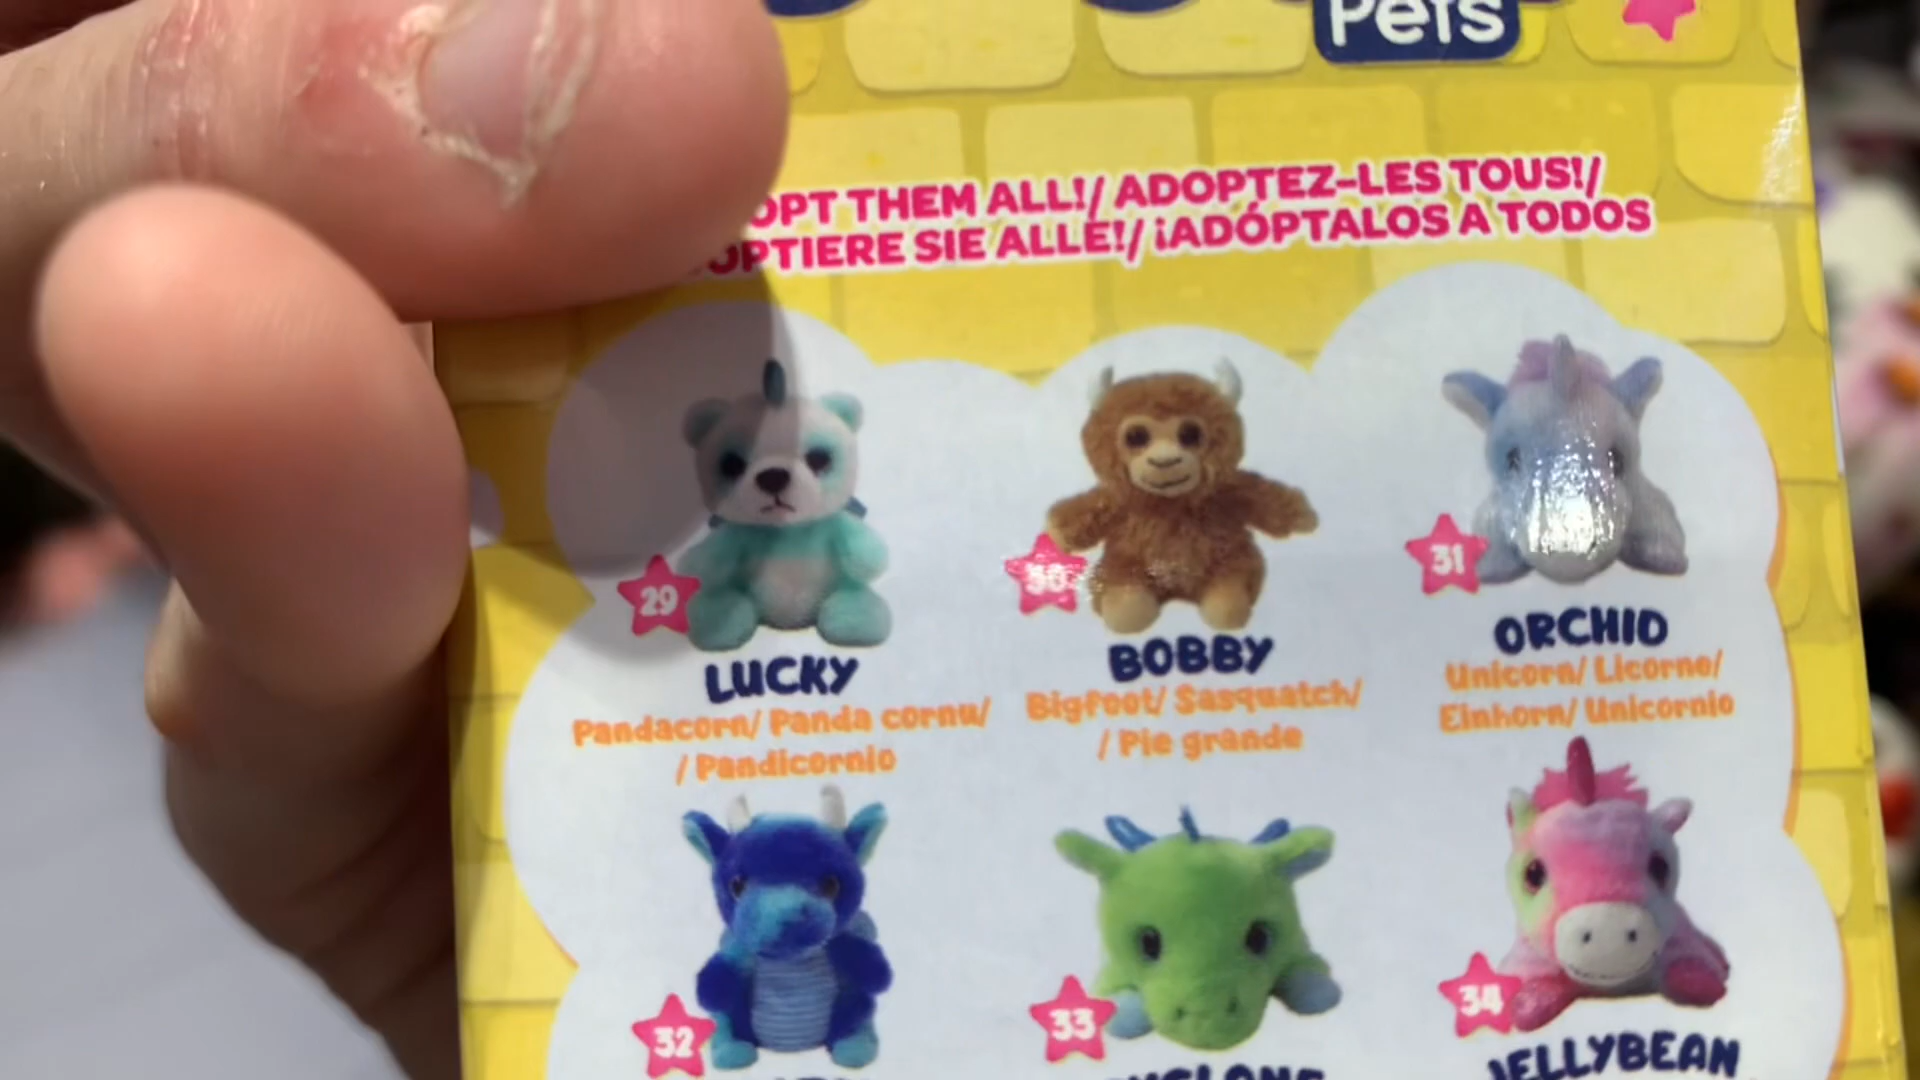 Pets
OPT THEM ALL!/ ADOPTEZ-LES TOUS!/
OPTIERE SIE ALLE!/ ¡ADÓPTALOS A TODOS
29
30
31
LUCKY
BOBBY
ORCHID
Pandacorn/ Panda cornu/
/ Pandicornio
Bigfoot/ Sasquatch/
/ Pie grande
Unicorn/ Licorne/
Einhorn/ Unicornio
32
33
34
JELLYBEAN